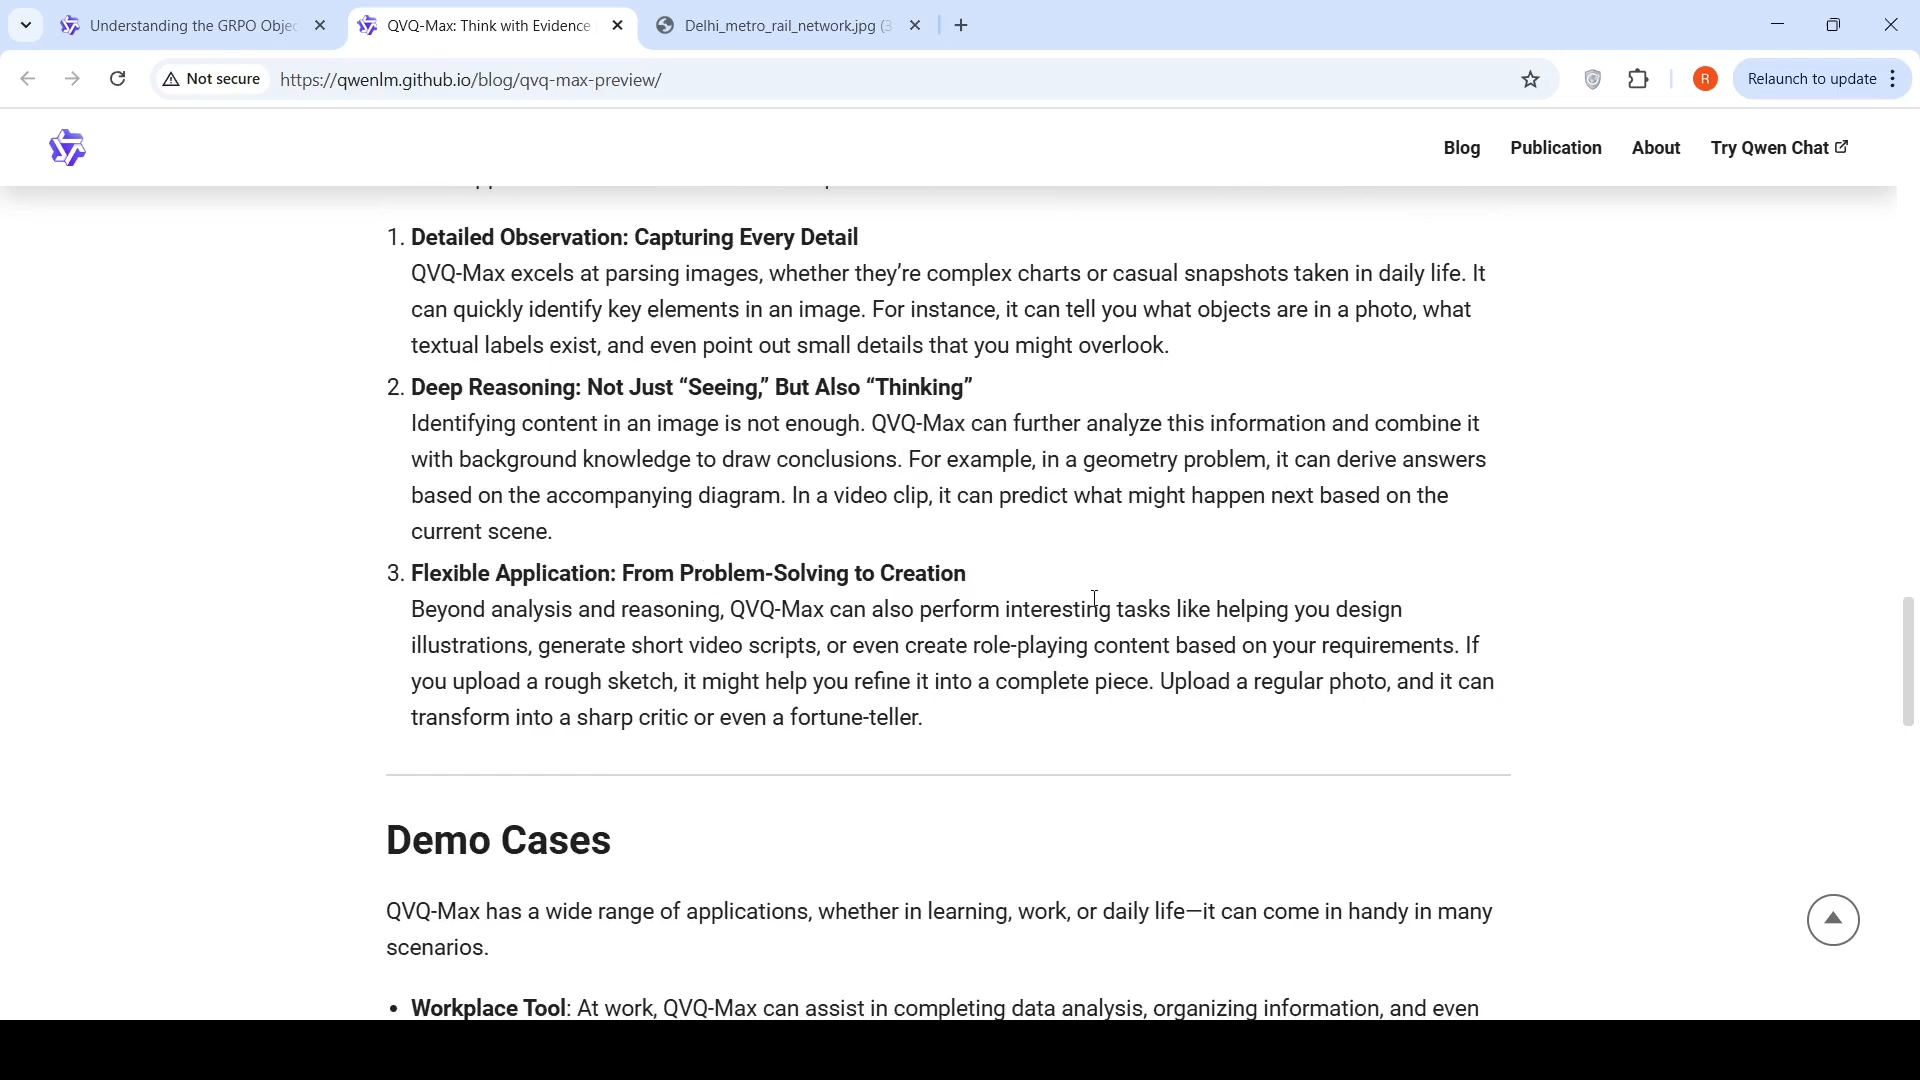 Understanding the GRPO Objec
QVQ-Max: Think with Evidence
Delhi_metro_rail_network.jpg (3
Not secure
https://qwenlm.github.io/blog/qvq-max-preview/
R
Relaunch to update
Blog
Publication
About
Try Qwen Chat
1. Detailed Observation: Capturing Every Detail
QVQ-Max excels at parsing images, whether they’re complex charts or casual snapshots taken in daily life. It
can quickly identify key elements in an image. For instance, it can tell you what objects are in a photo, what
textual labels exist, and even point out small details that you might overlook.
2. Deep Reasoning: Not Just “Seeing,” But Also “Thinking”
Identifying content in an image is not enough. QVQ-Max can further analyze this information and combine it
with background knowledge to draw conclusions. For example, in a geometry problem, it can derive answers
based on the accompanying diagram. In a video clip, it can predict what might happen next based on the
current scene.
3. Flexible Application: From Problem-Solving to Creation
Beyond analysis and reasoning, QVQ-Max can also perform interesting tasks like helping you design
illustrations, generate short video scripts, or even create role-playing content based on your requirements. If
you upload a rough sketch, it might help you refine it into a complete piece. Upload a regular photo, and it can
transform into a sharp critic or even a fortune-teller.
Demo Cases
QVQ-Max has a wide range of applications, whether in learning, work, or daily life—it can come in handy in many
scenarios.
• Workplace Tool: At work, QVQ-Max can assist in completing data analysis, organizing information, and even